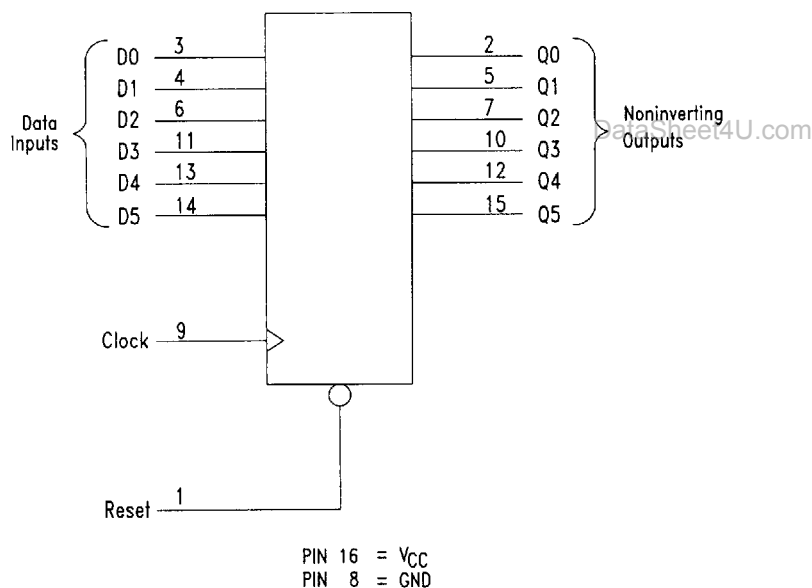 D0 3
D1 4
D2 6
D3 11
D4 13
D5 14
Data
Inputs
2 Q0
5 Q1
7 Q2
10 Q3
12 Q4
15 Q5
Noninverting
Outputs
DataSheet4U.com
Clock 9
Reset 1
PIN 16 = VCC
PIN 8 = GND